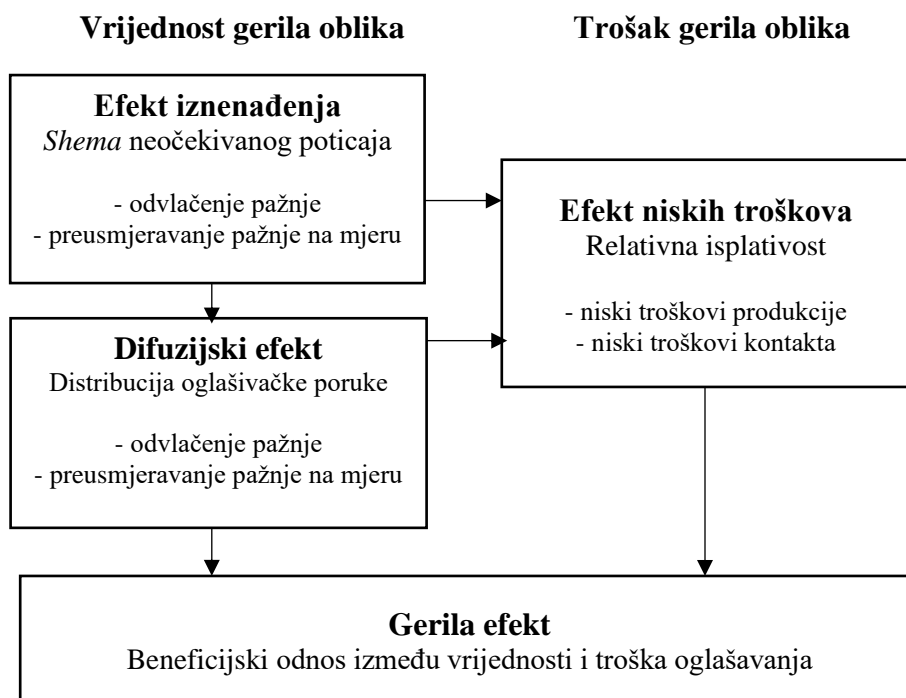 Vrijednost gerila oblika
Trošak gerila oblika
Efekt iznenađenja
Shema neočekivanog poticaja
- odvlačenje pažnje
- preusmjeravanje pažnje na mjeru
Efekt niskih troškova
Relativna isplativost
- niski troškovi produkcije
- niski troškovi kontakta
Difuzijski efekt
Distribucija oglašivačke poruke
- odvlačenje pažnje
- preusmjeravanje pažnje na mjeru
Gerila efekt
Beneficijski odnos između vrijednosti i troška oglašavanja